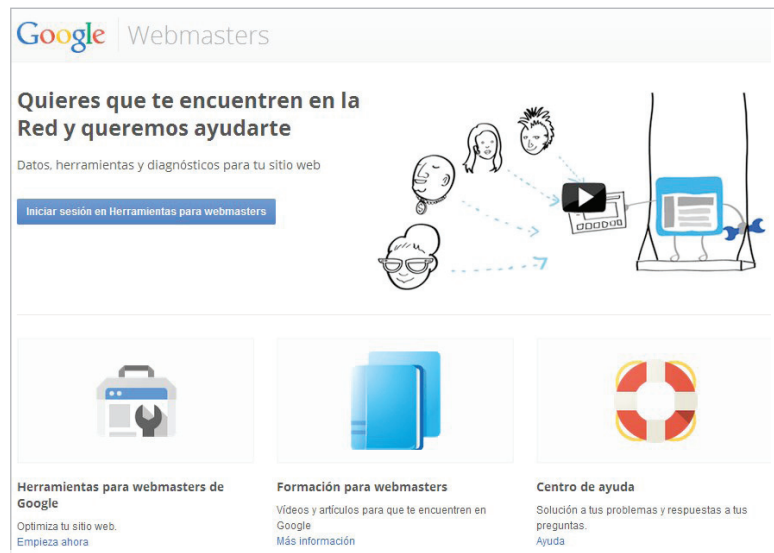 Google Webmasters
Quieres que te encuentren en la
Red y queremos ayudarte
Datos, herramientas y diagnósticos para tu sitio web
Iniciar sesión en Herramientas para webmasters
Herramientas para webmasters de
Google
Optimiza tu sitio web.
Empieza ahora
Formación para webmasters
Vídeos y artículos para que te encuentren en
Google
Más información
Centro de ayuda
Solución a tus problemas y respuestas a tus
preguntas.
Ayuda